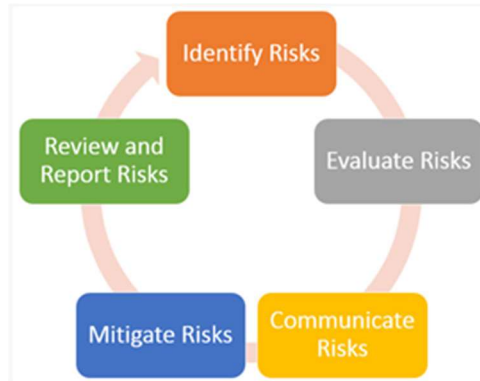 Identify Risks
Evaluate Risks
Communicate
Risks
Mitigate Risks
Review and
Report Risks